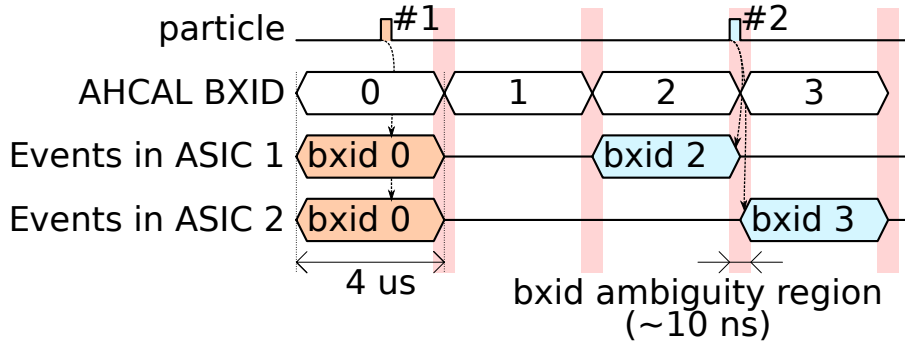 particle #1 #2
AHCAL BXID 0 1 2 3
Events in ASIC 1 bxid 0 bxid 2
Events in ASIC 2 bxid 0 bxid 3
4 us
bxid ambiguity region
(~10 ns)